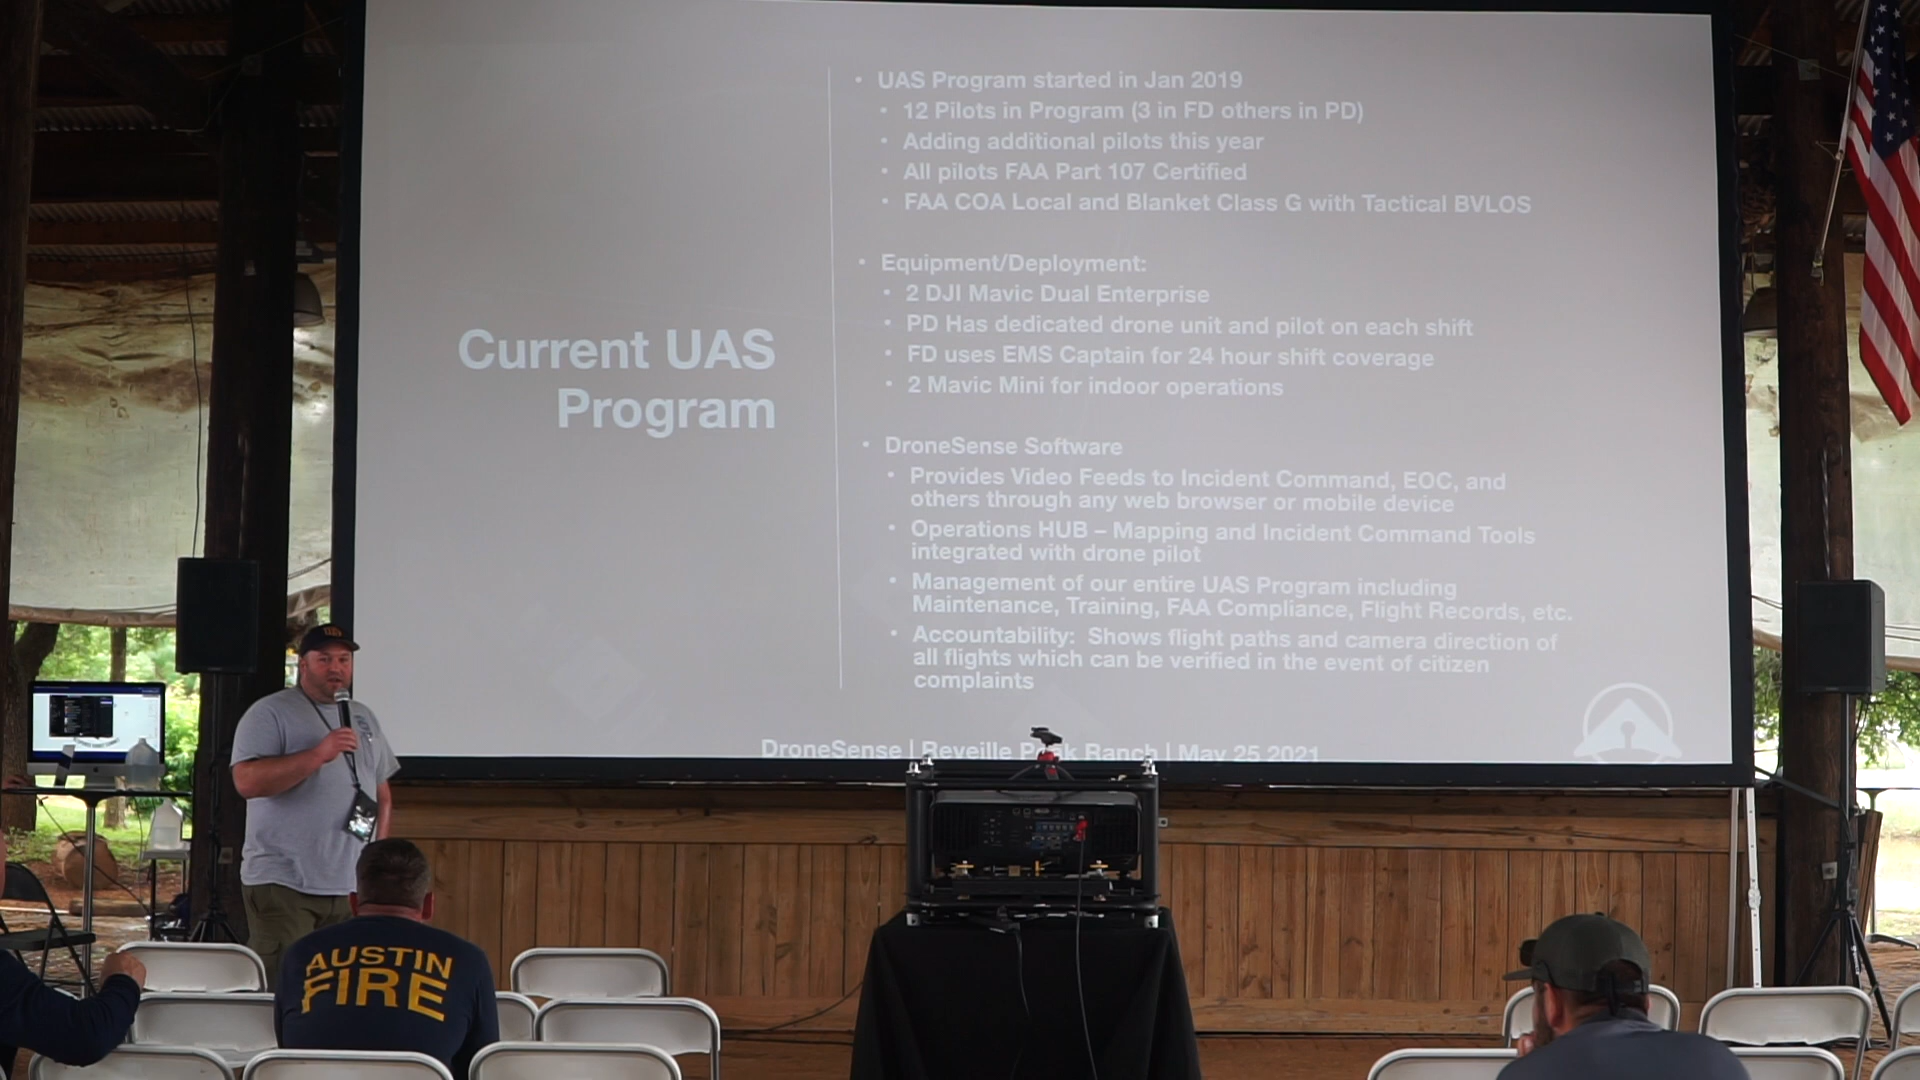 Current UAS
Program
• UAS Program started in Jan 2019
• 12 Pilots in Program (3 in FD others in PD)
• Adding additional pilots this year
• All pilots FAA Part 107 Certified
• FAA COA Local and Blanket Class G with Tactical BVLOS
• Equipment/Deployment:
• 2 DJI Mavic Dual Enterprise
• PD Has dedicated drone unit and pilot on each shift
• FD uses EMS Captain for 24 hour shift coverage
• 2 Mavic Mini for indoor operations
• DroneSense Software
• Provides Video Feeds to Incident Command, EOC, and
others through any web browser or mobile device
• Operations HUB – Mapping and Incident Command Tools
integrated with drone pilot
• Management of our entire UAS Program including
Maintenance, Training, FAA Compliance, Flight Records, etc.
• Accountability: Shows flight paths and camera direction of
all flights which can be verified in the event of citizen
complaints
DroneSense | Reveille Peak Ranch | May 25 2021
AUSTIN
FIRE